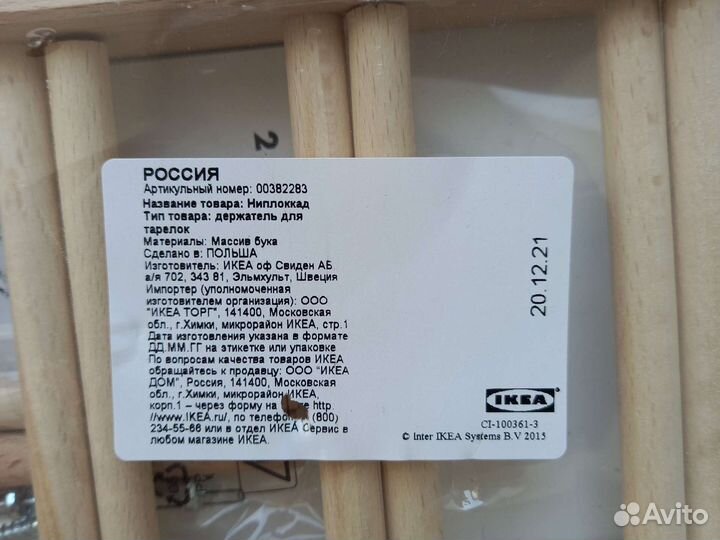 РОССИЯ
Артикульный номер: 00382283
Название товара: Ниплоккад
Тип товара: держатель для
тарелок
Материалы: Массив бука
Сделано в: ПОЛЬША
Изготовитель: ИКЕА оф Свиден АБ
а/я 702, 343 81, Эльмхульт, Швеция
Импортер (уполномоченная
изготовителем организация): ООО
"ИКЕА ТОРГ", 141400, Московская
обл., г.Химки, микрорайон ИКЕА, стр.1
Дата изготовления указана в формате
ДД.ММ.ГГ на этикетке или упаковке
По вопросам качества товаров ИКЕА
обращайтесь к продавцу: ООО "ИКЕА
ДОМ", Россия, 141400, Московская
обл., г.Химки, микрорайон ИКЕА,
корп.1 – через форму на http:
//www.IKEA.ru/, по телефону (800)
234-55-66 или в отдел ИКЕА Сервис в
любом магазине ИКЕА.
20.12.21
IKEA
CI-100361-3
© Inter IKEA Systems B.V 2015
2
Avito